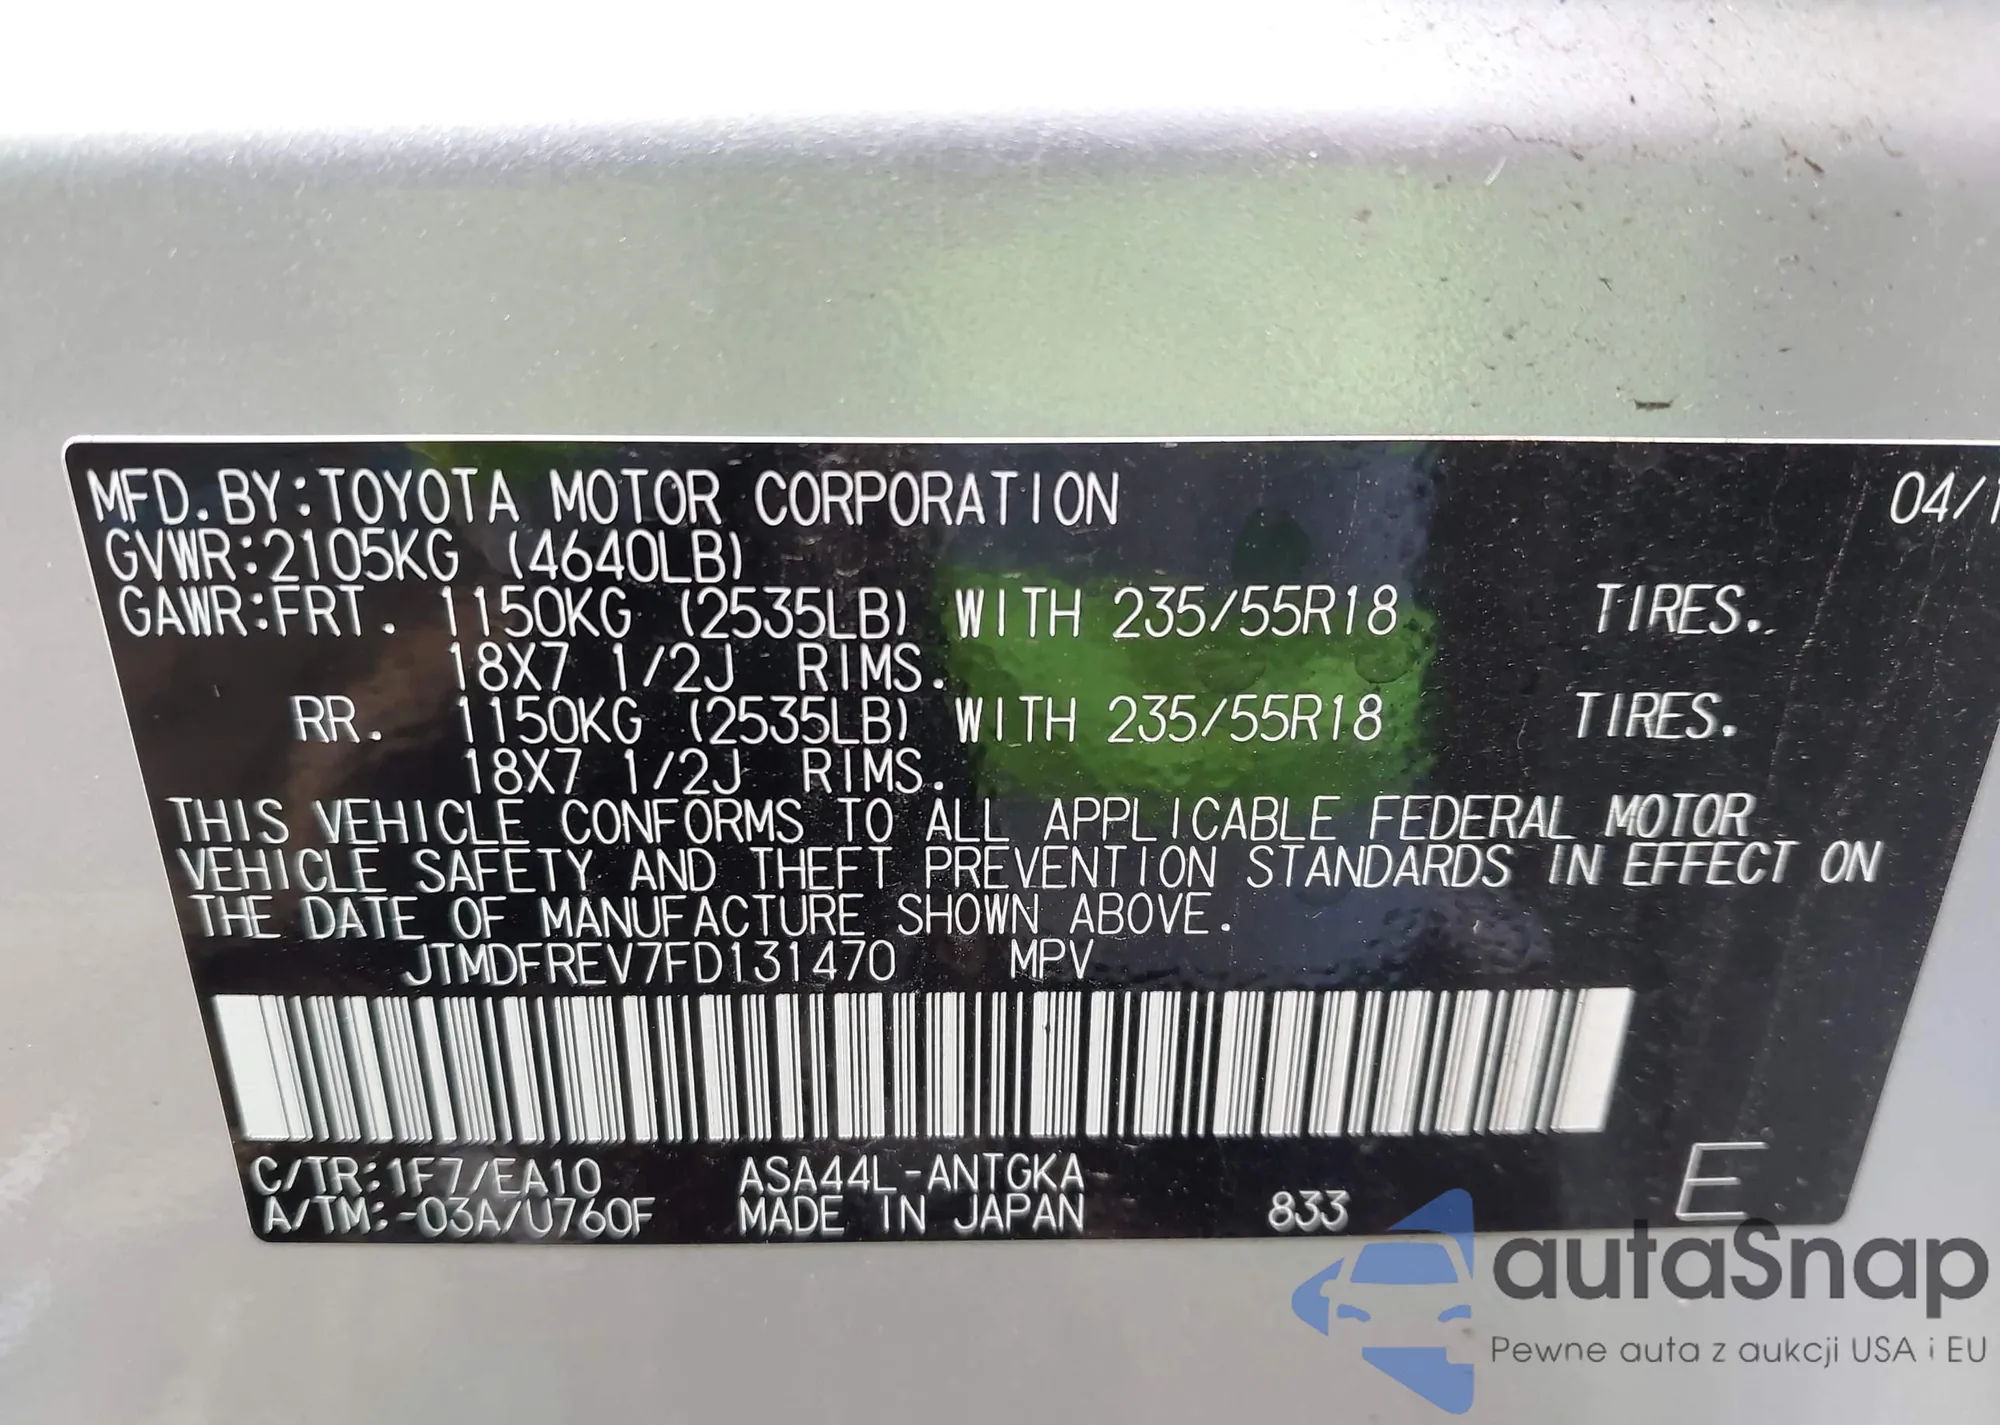 MFD. BY:TOYOTA MOTOR CORPORATION 04/1
GVWR:2105KG (4640LB)
GAWR:FRT. 1150KG (2535LB) WITH 235/55R18 TIRES.
18X7 1/2J RIMS.
RR. 1150KG (2535LB) WITH 235/55R18 TIRES.
18X7 1/2J RIMS.
THIS VEHICLE CONFORMS TO ALL APPLICABLE FEDERAL MOTOR
VEHICLE SAFETY AND THEFT PREVENTION STANDARDS IN EFFECT ON
THE DATE OF MANUFACTURE SHOWN ABOVE.
JTMDFREV7FD131470 MPV
C/TR:1F7/EA10 ASA44L-ANTGKA
A/TM:-03A/U760F MADE IN JAPAN 833 E
autaSnap
Pewne auta z aukcji USA i EU